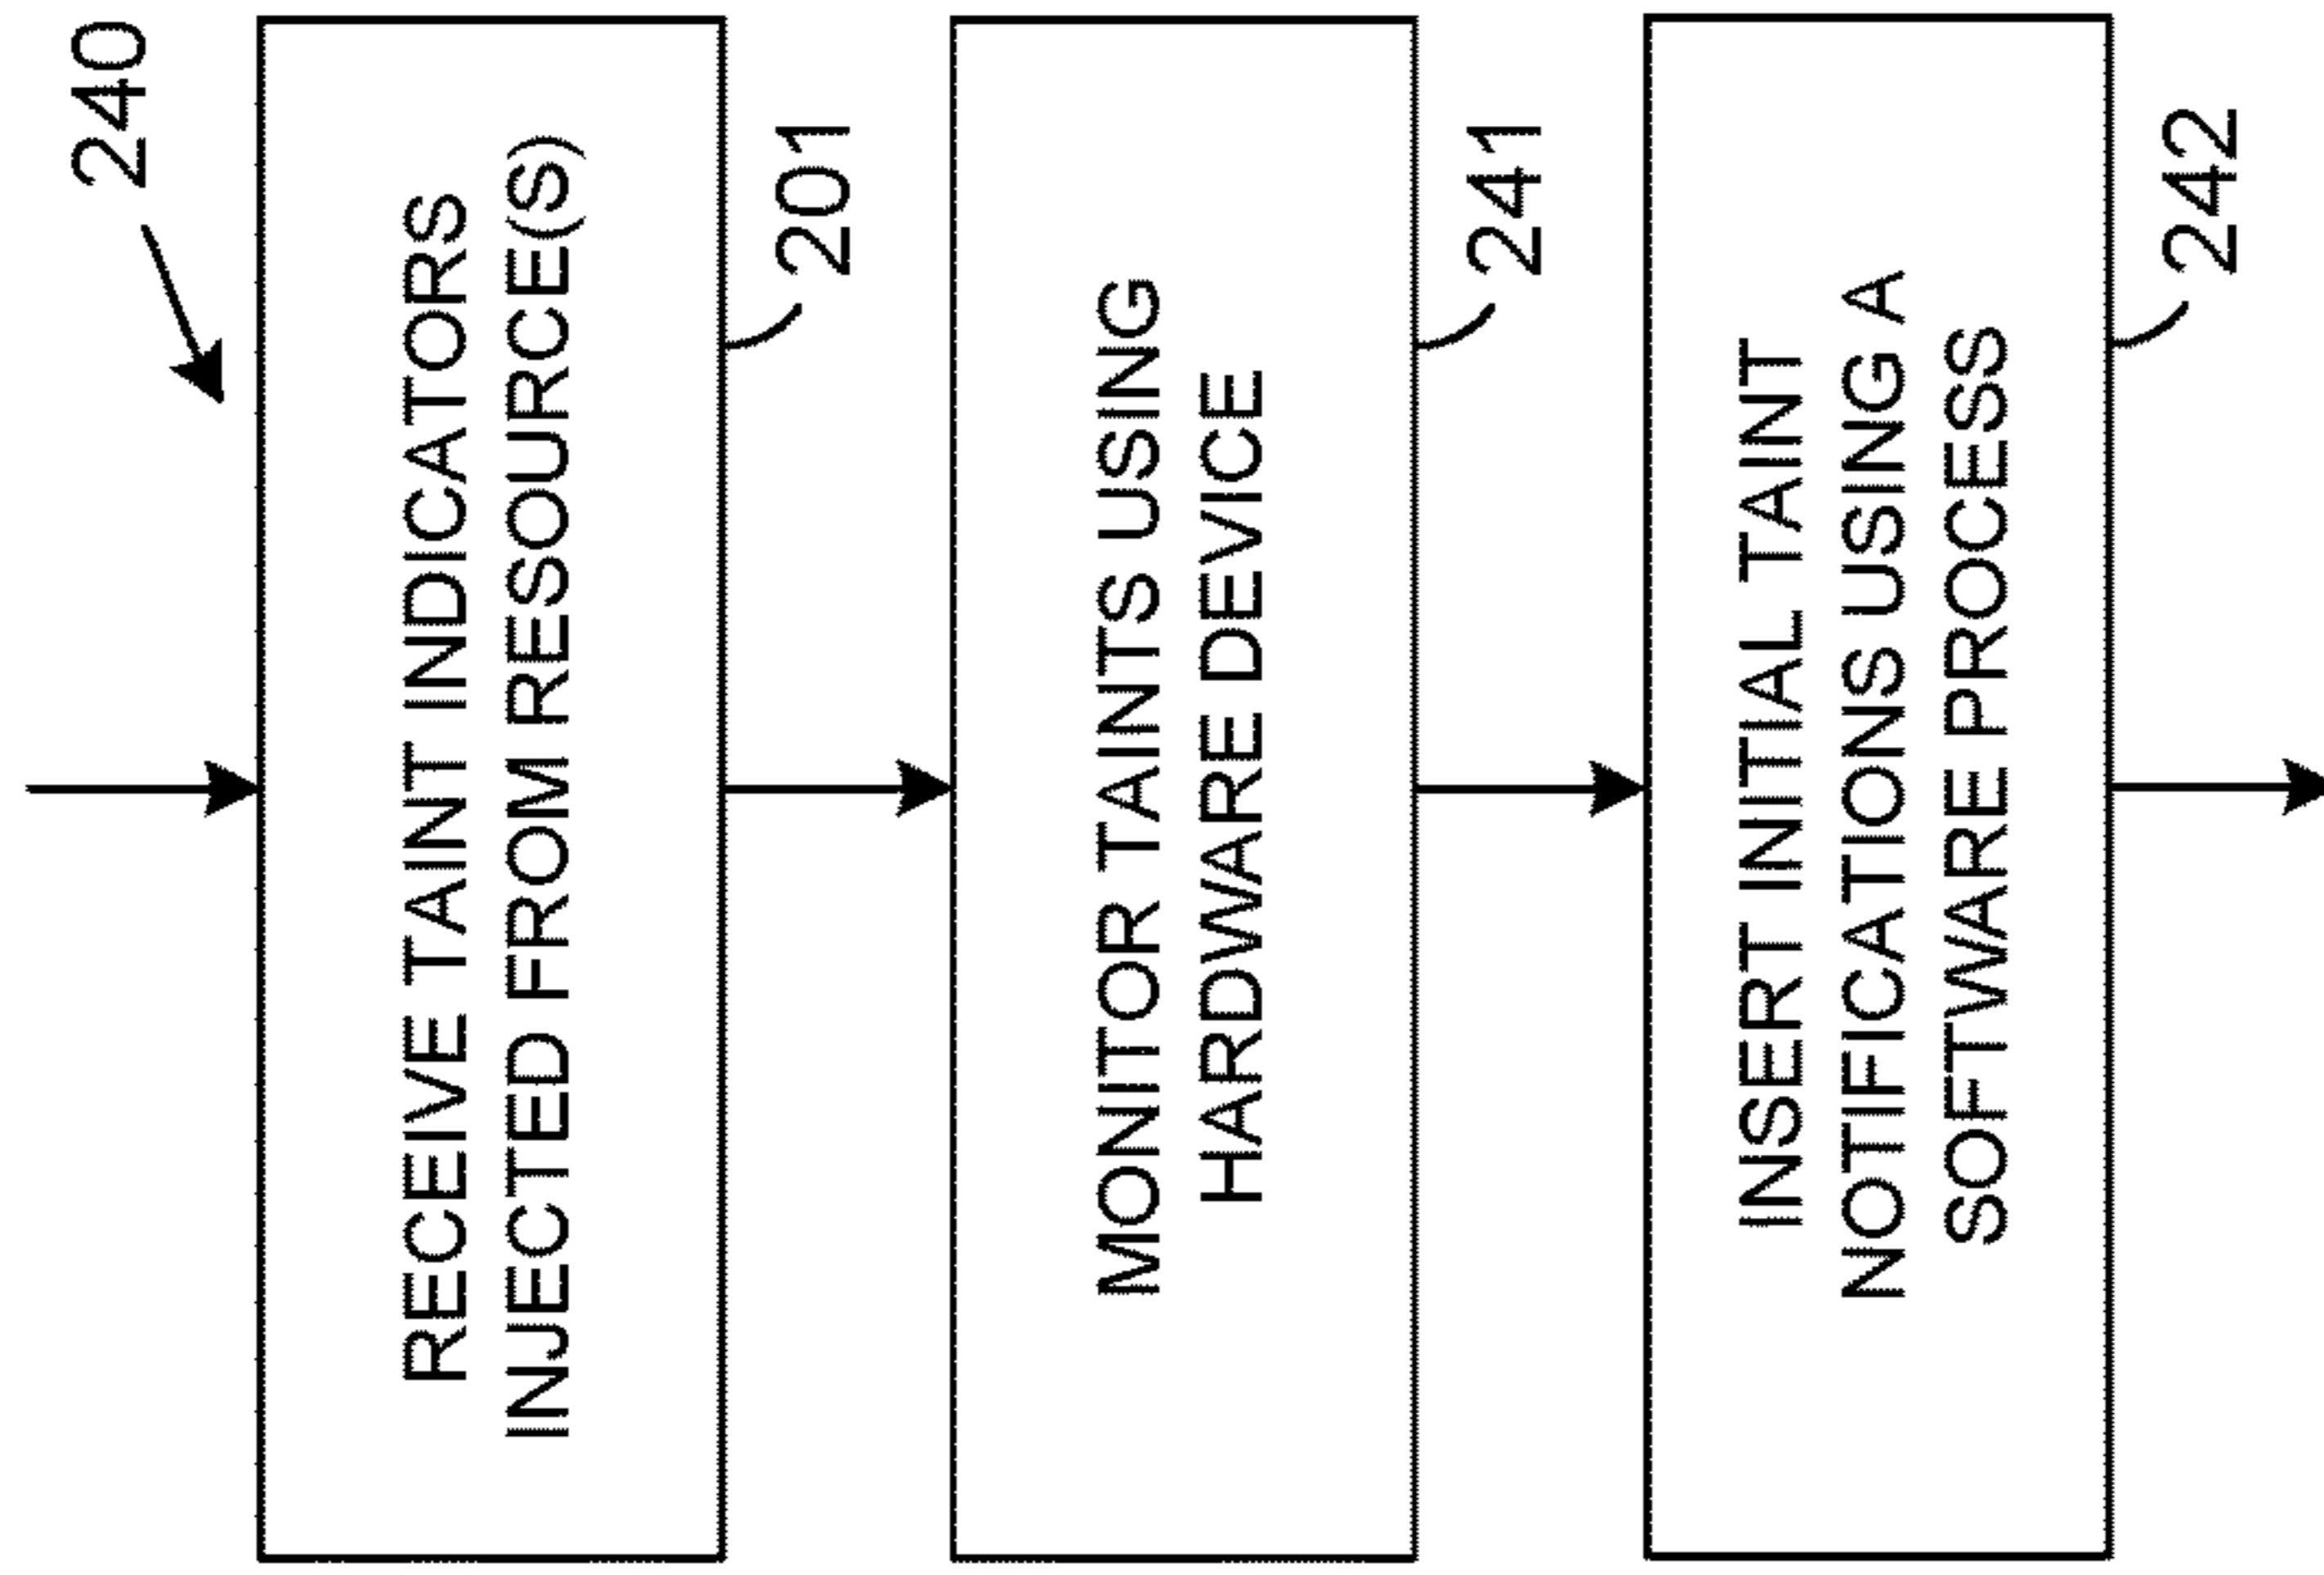 240
RECEIVE TAINT INDICATORS
INJECTED FROM RESOURCE(S)
201
MONITOR TAINTS USING
HARDWARE DEVICE
241
INSERT INITIAL TAINT
NOTIFICATIONS USING A
SOFTWARE PROCESS
242